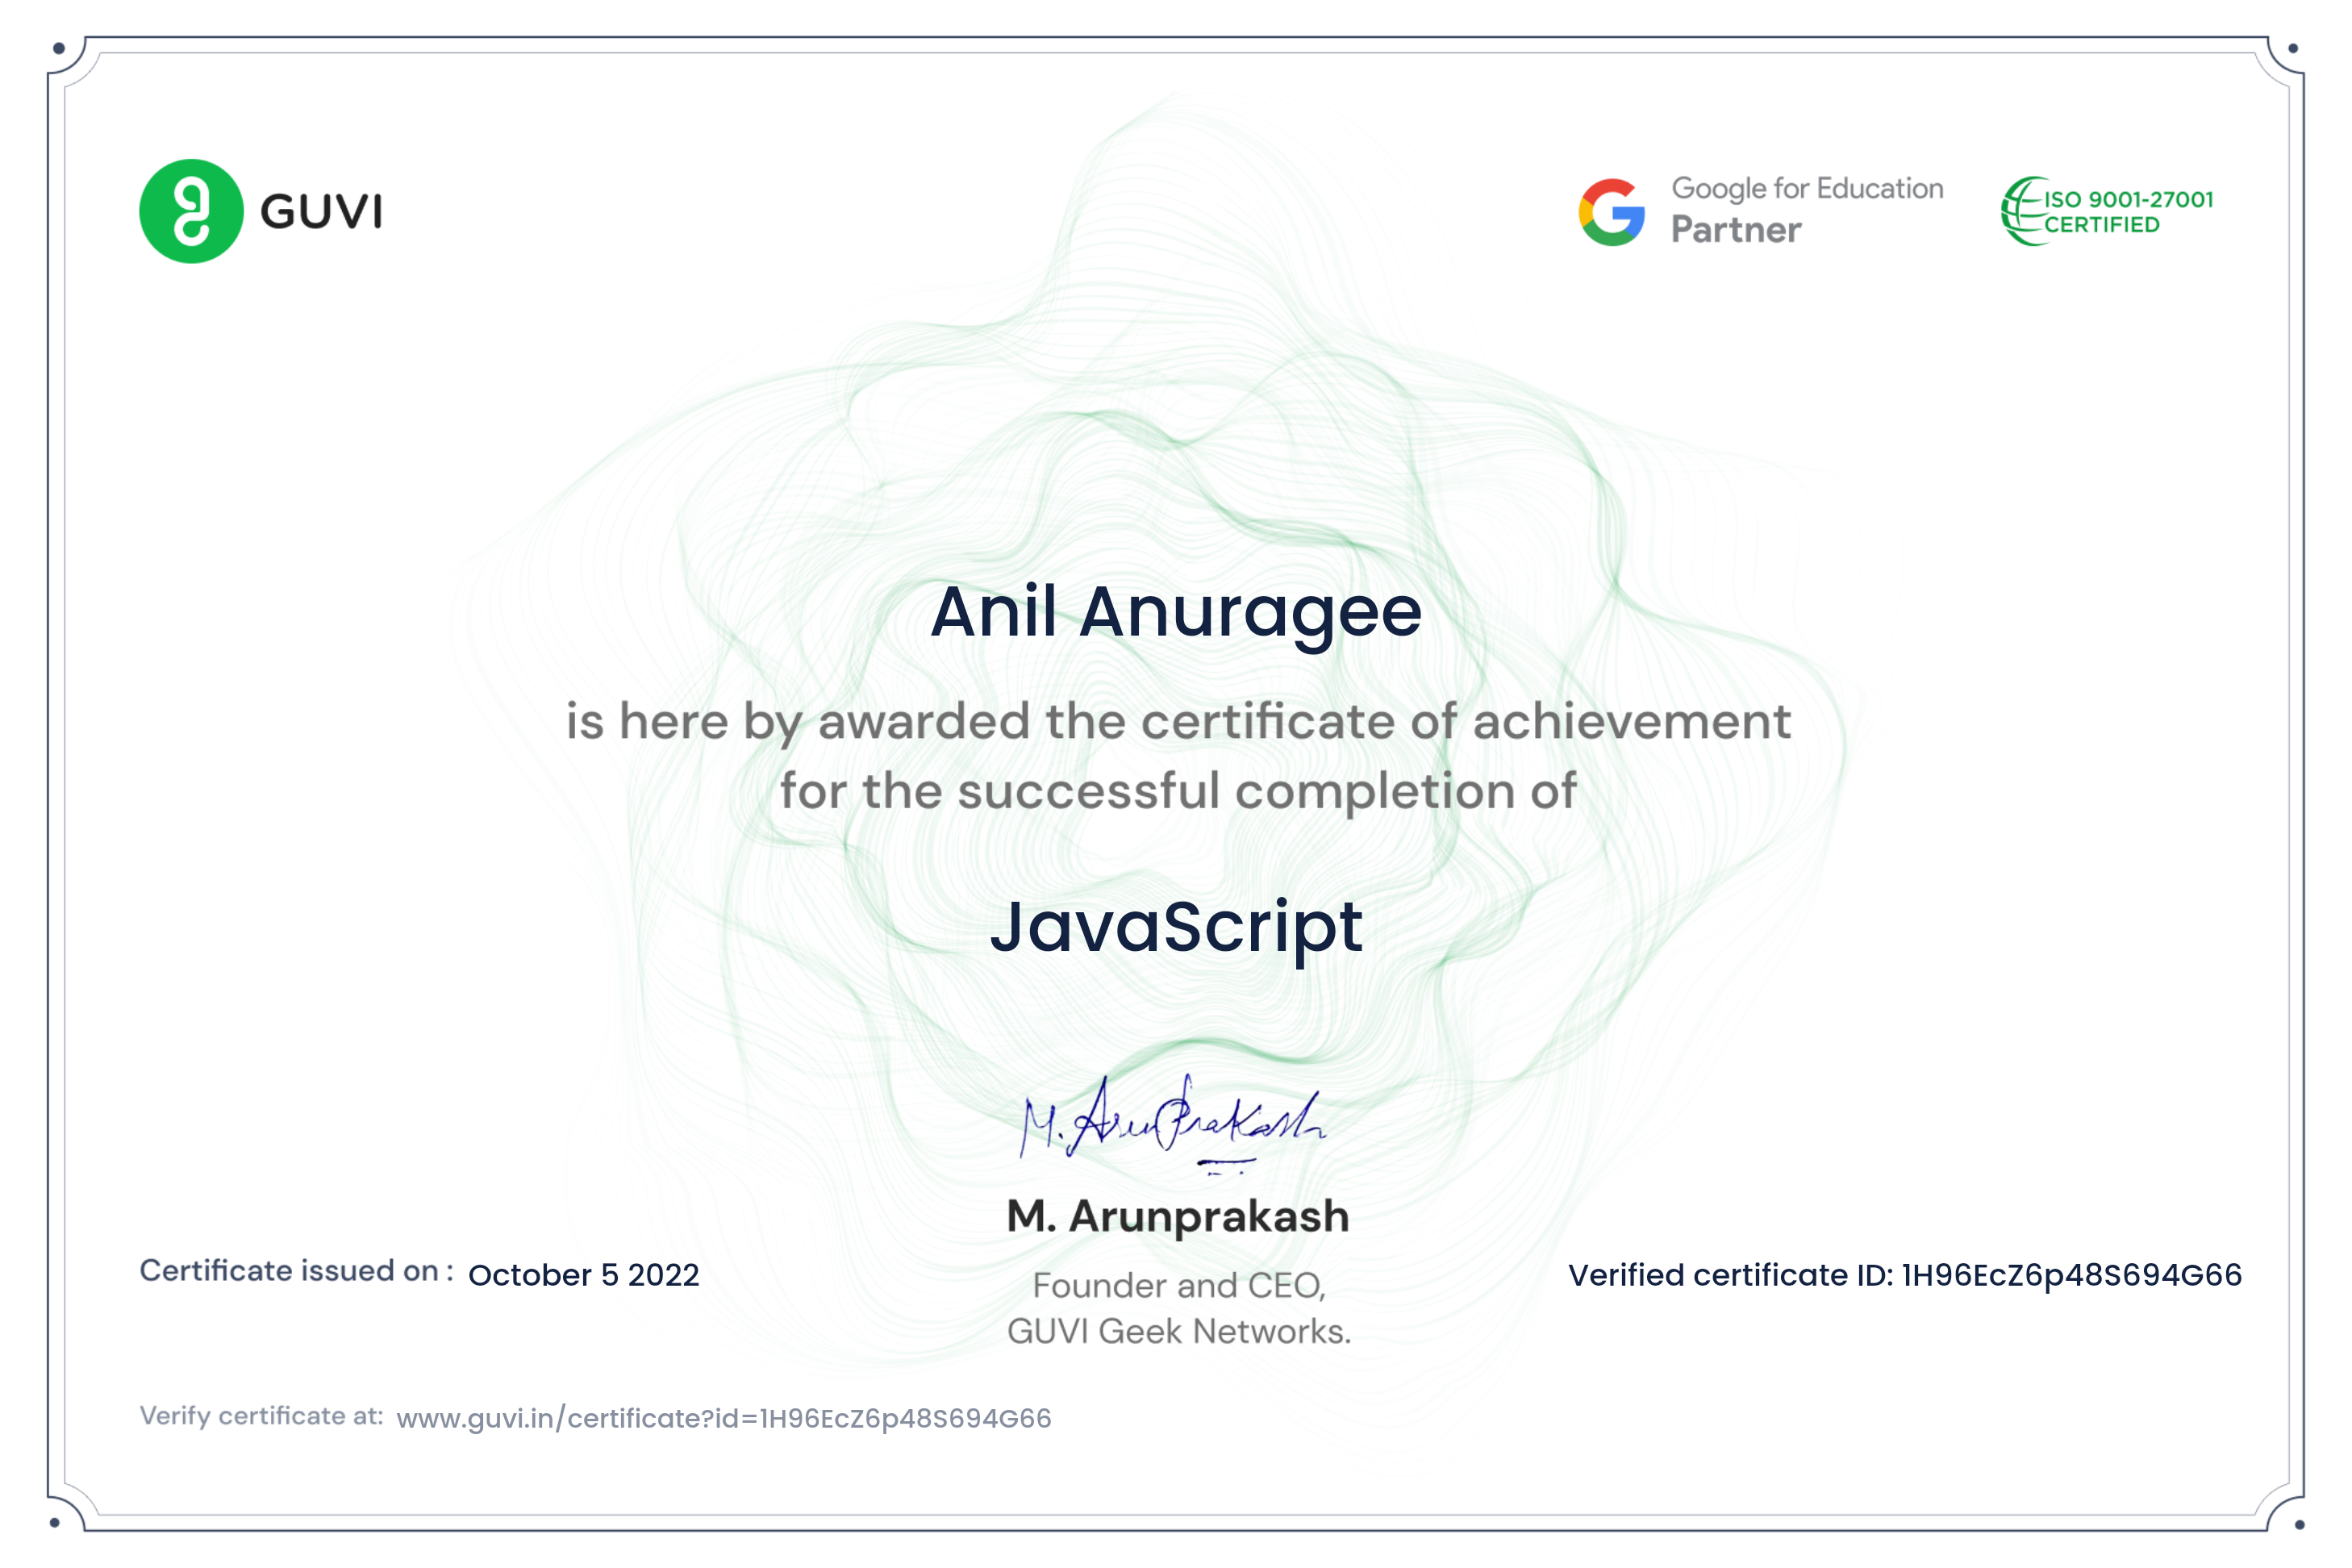 GUVI
Google for Education
Partner
ISO 9001-27001
CERTIFIED
Anil Anuragee
is here by awarded the certificate of achievement
for the successful completion of
JavaScript
M. ArunPrakash
M. Arunprakash
Founder and CEO,
GUVI Geek Networks.
Certificate issued on : October 5 2022
Verified certificate ID: 1H96EcZ6p48S694G66
Verify certificate at: www.guvi.in/certificate?id=1H96EcZ6p48S694G66